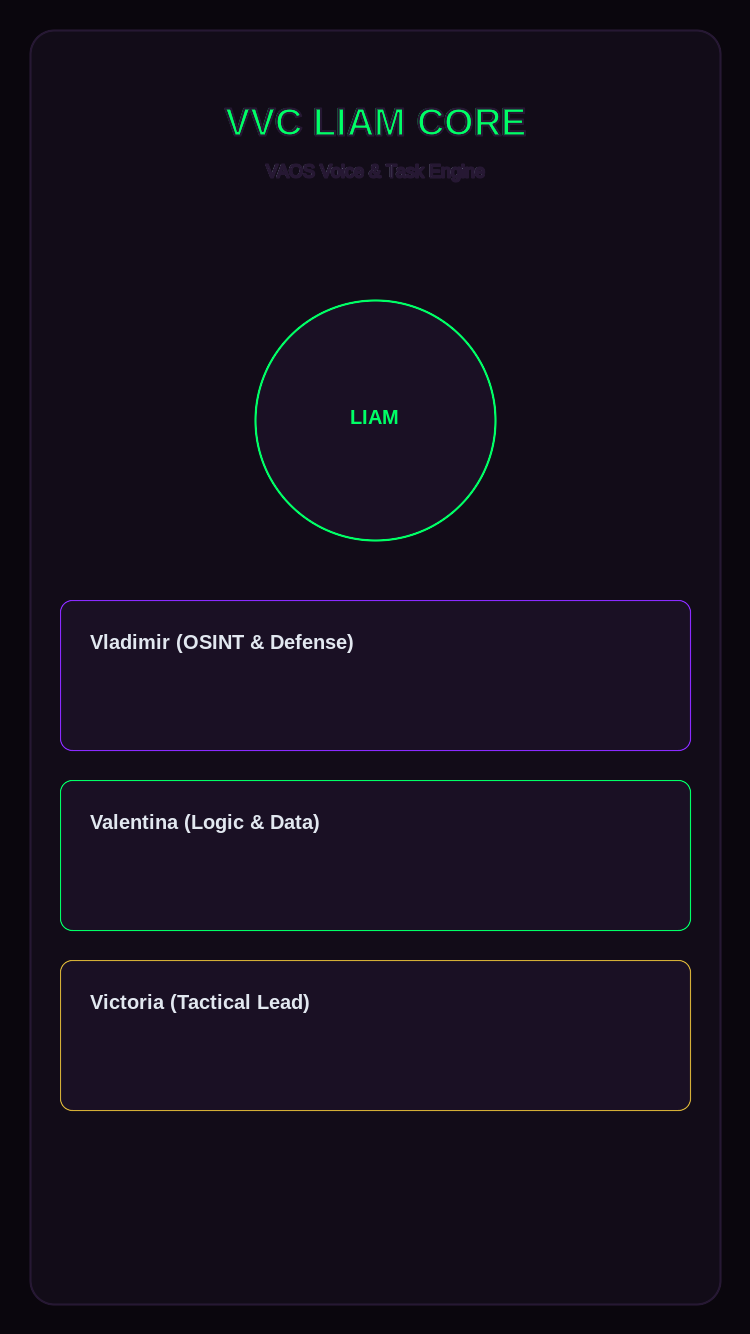 VVC LIAM CORE
VAOS Voice & Task Engine
LIAM
Vladimir (OSINT & Defense)
Valentina (Logic & Data)
Victoria (Tactical Lead)